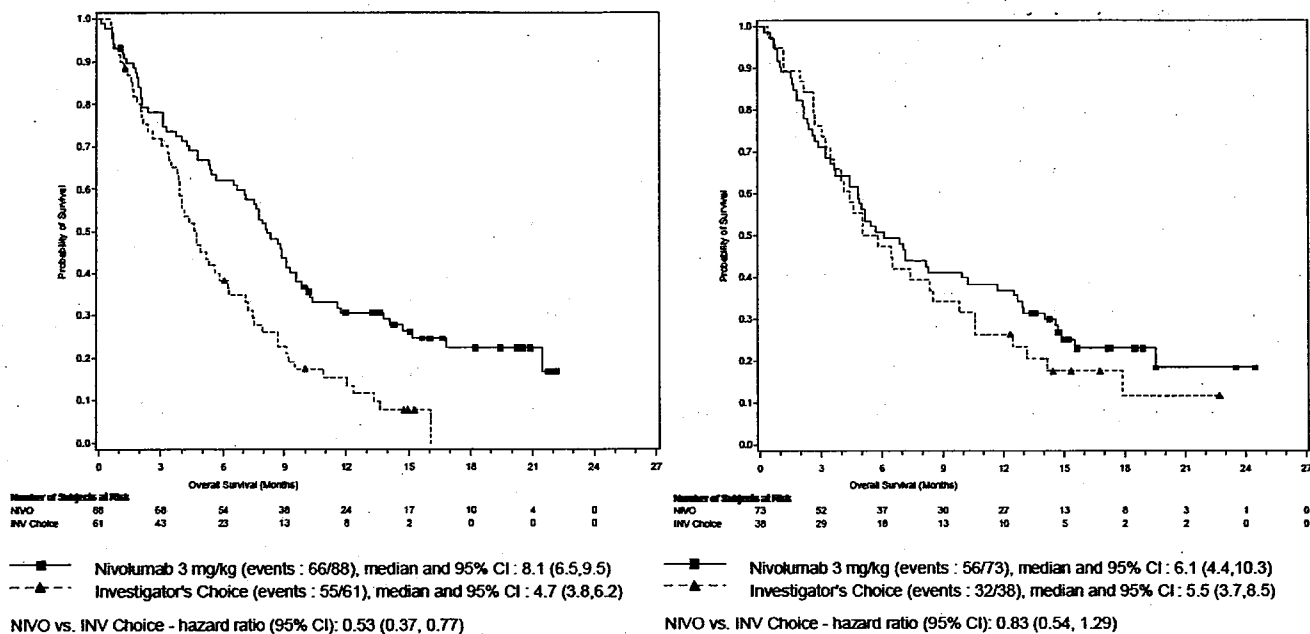 1.0
0.9
0.8
0.7
0.6
0.5
0.4
0.3
0.2
0.1
0.0
Probability of Survival
0 3 6 9 12 15 18 21 24 27
Overall Survival (Months)
Number of Subjects at Risk
NIVO 88 68 54 38 24 17 10 4 0
INV Choice 61 43 23 13 8 2 0 0 0
Nivolumab 3 mg/kg (events : 66/88), median and 95% CI : 8.1 (6.5,9.5)
Investigator's Choice (events : 55/61), median and 95% CI : 4.7 (3.8,6.2)
NIVO vs. INV Choice - hazard ratio (95% CI): 0.53 (0.37, 0.77)
1.0
0.9
0.8
0.7
0.6
0.5
0.4
0.3
0.2
0.1
0.0
Probability of Survival
0 3 6 9 12 15 18 21 24 27
Overall Survival (Months)
Number of Subjects at Risk
NIVO 73 52 37 30 27 13 8 3 1 0
INV Choice 38 29 18 13 10 5 2 2 0 0
Nivolumab 3 mg/kg (events : 56/73), median and 95% CI : 6.1 (4.4,10.3)
Investigator's Choice (events : 32/38), median and 95% CI : 5.5 (3.7,8.5)
NIVO vs. INV Choice - hazard ratio (95% CI): 0.83 (0.54, 1.29)